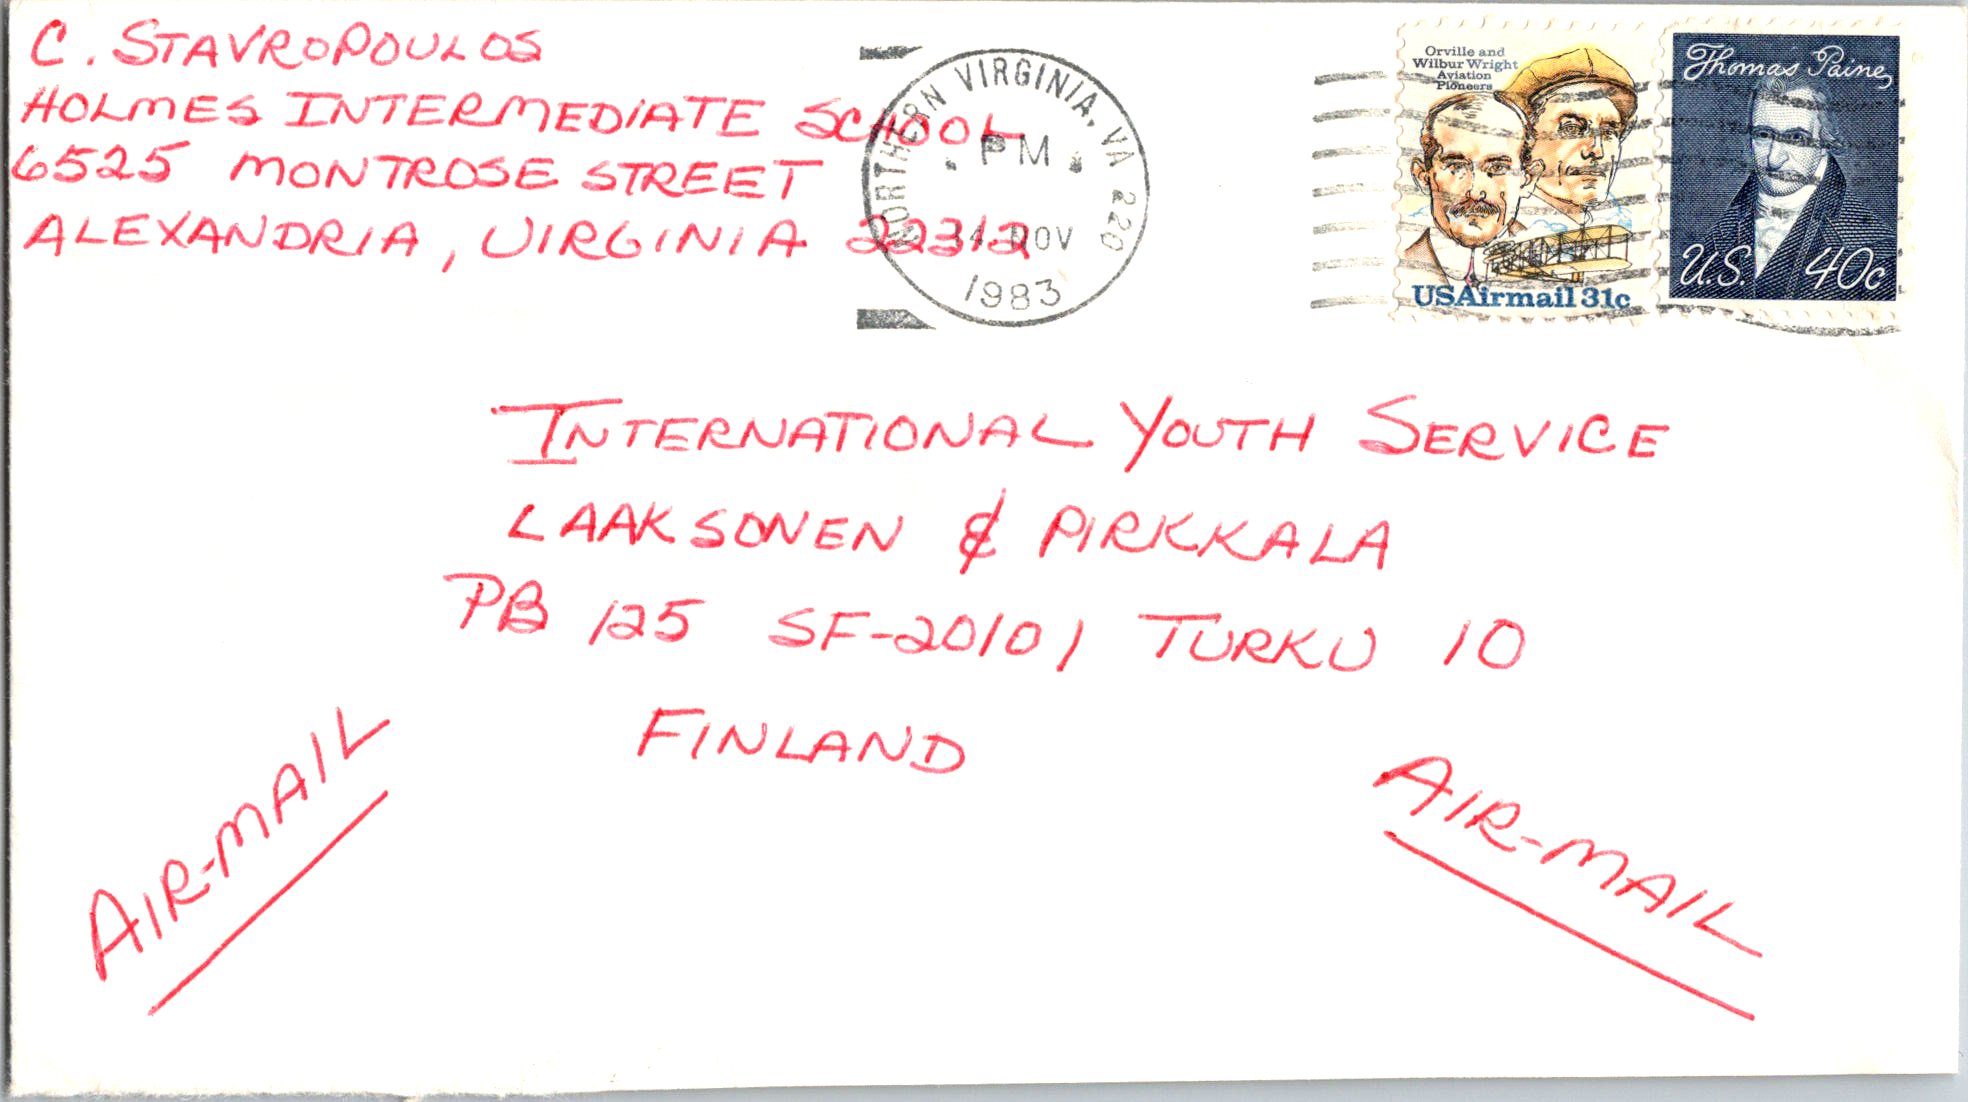 C. STAVROPOULOS
HOLMES INTERMEDIATE SCHOOL
6525 MONTROSE STREET
ALEXANDRIA, VIRGINIA 22312
NORTHERN VIRGINIA, VA 220
PM
14 NOV
1983
Orville and
Wilbur Wright
Aviation
Pioneers
USAirmail 31c
Thomas Paine
U.S. 40c
INTERNATIONAL YOUTH SERVICE
LAAKSONEN & PIRKKALA
PB 125 SF-20101 TURKU 10
FINLAND
AIR-MAIL
AIR-MAIL